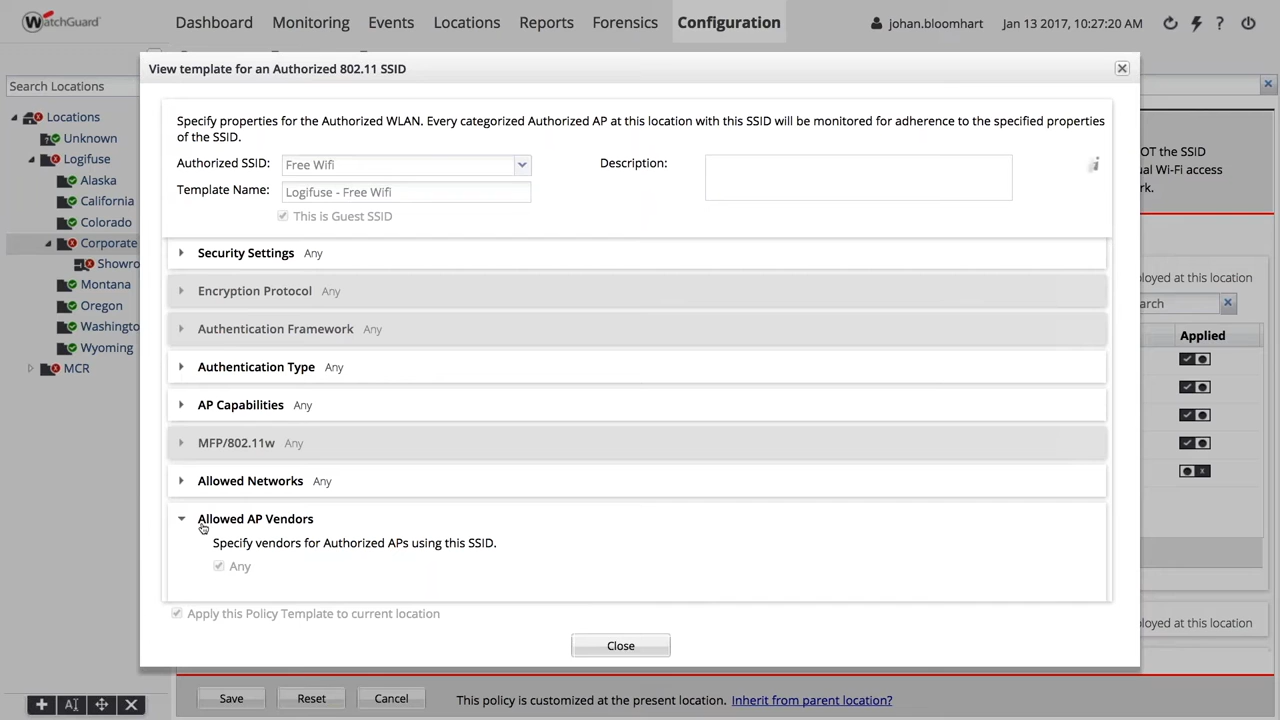 WatchGuard
Dashboard Monitoring Events Locations Reports Forensics Configuration johan.bloomhart Jan 13 2017, 10:27:20 AM ?
View template for an Authorized 802.11 SSID
Search Locations
Locations
Unknown
Logifuse
Alaska
California
Colorado
Corporate
Showro
Montana
Oregon
Washingto
Wyoming
MCR
Specify properties for the Authorized WLAN. Every categorized Authorized AP at this location with this SSID will be monitored for adherence to the specified properties
of the SSID.
Authorized SSID: Free Wifi Description:
Template Name: Logifuse - Free Wifi
This is Guest SSID
Security Settings Any
Encryption Protocol Any
Authentication Framework Any
Authentication Type Any
AP Capabilities Any
MFP/802.11w Any
Allowed Networks Any
Allowed AP Vendors
Specify vendors for Authorized APs using this SSID.
Any
Apply this Policy Template to current location
Close
OT the SSID
ual Wi-Fi access
rk.
ployed at this location
arch
Applied
ployed at this location
Save Reset Cancel This policy is customized at the present location. Inherit from parent location?